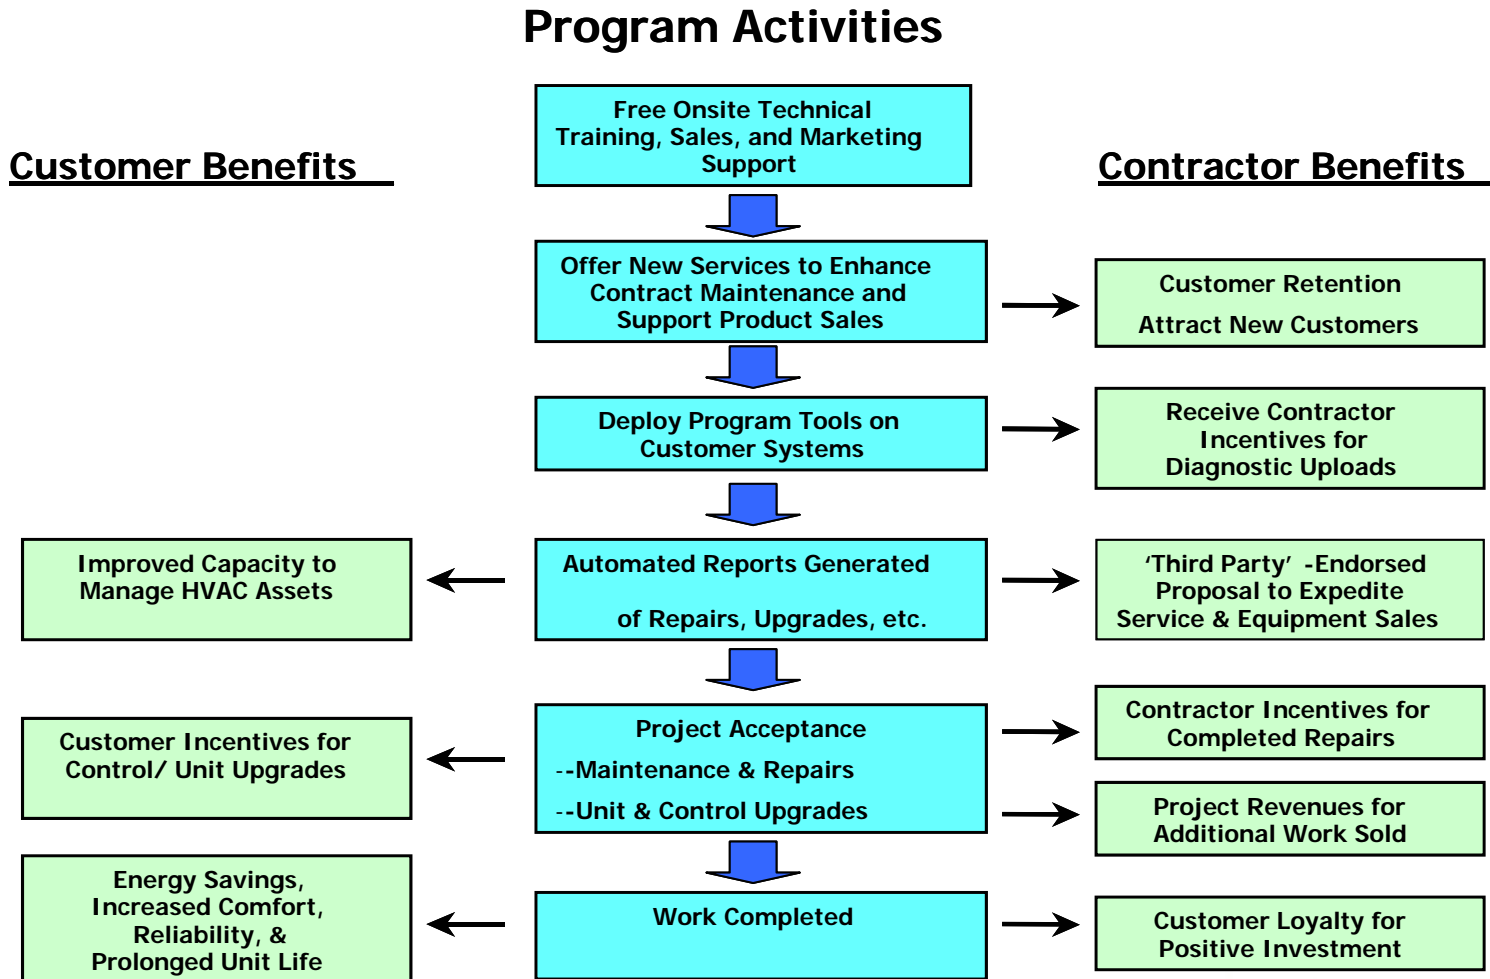 Program Activities
Customer Benefits
Contractor Benefits
Free Onsite Technical
Training, Sales, and Marketing
Support
Offer New Services to Enhance
Contract Maintenance and
Support Product Sales
Customer Retention
Attract New Customers
Deploy Program Tools on
Customer Systems
Receive Contractor
Incentives for
Diagnostic Uploads
Improved Capacity to
Manage HVAC Assets
Automated Reports Generated
of Repairs, Upgrades, etc.
‘Third Party’ -Endorsed
Proposal to Expedite
Service & Equipment Sales
Customer Incentives for
Control/ Unit Upgrades
Project Acceptance
--Maintenance & Repairs
--Unit & Control Upgrades
Contractor Incentives for
Completed Repairs
Project Revenues for
Additional Work Sold
Energy Savings,
Increased Comfort,
Reliability, &
Prolonged Unit Life
Work Completed
Customer Loyalty for
Positive Investment